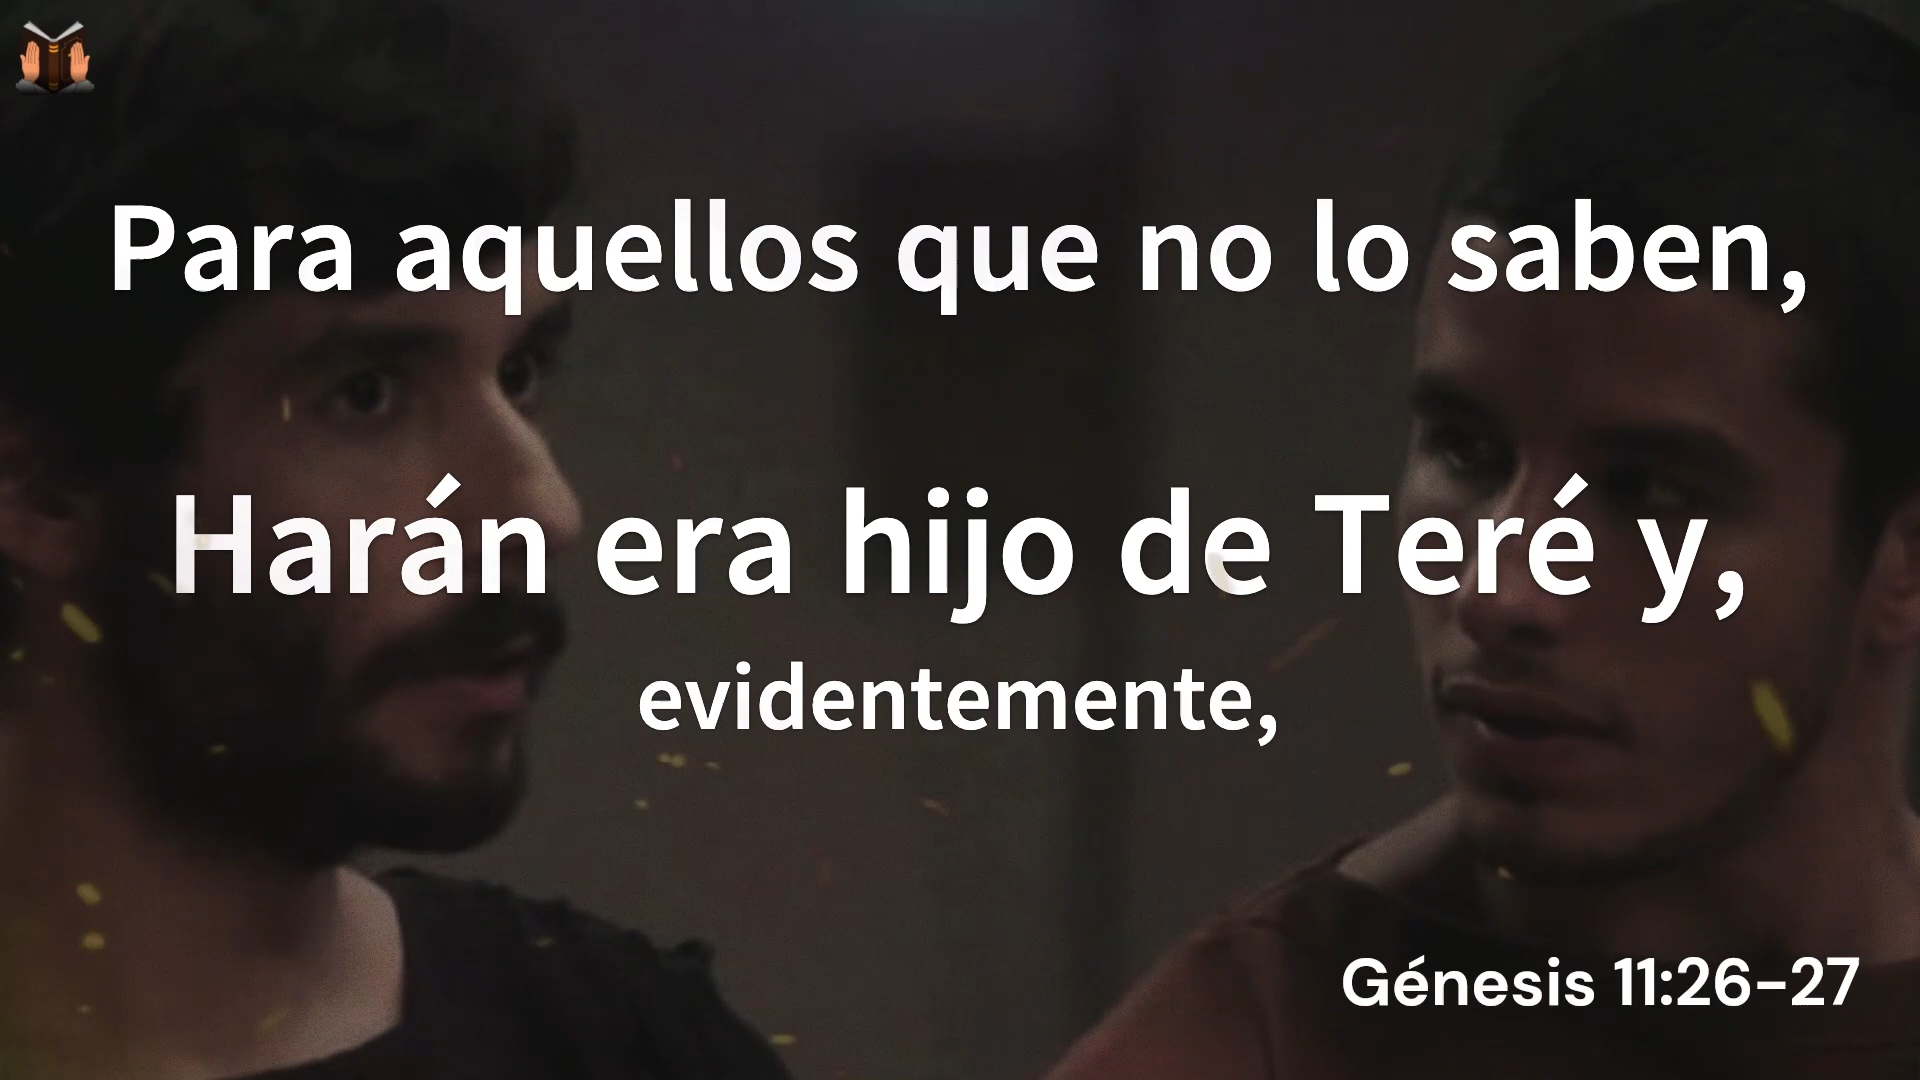 Para aquellos que no lo saben,
Harán era hijo de Teré y,
evidentemente,
Génesis 11:26-27